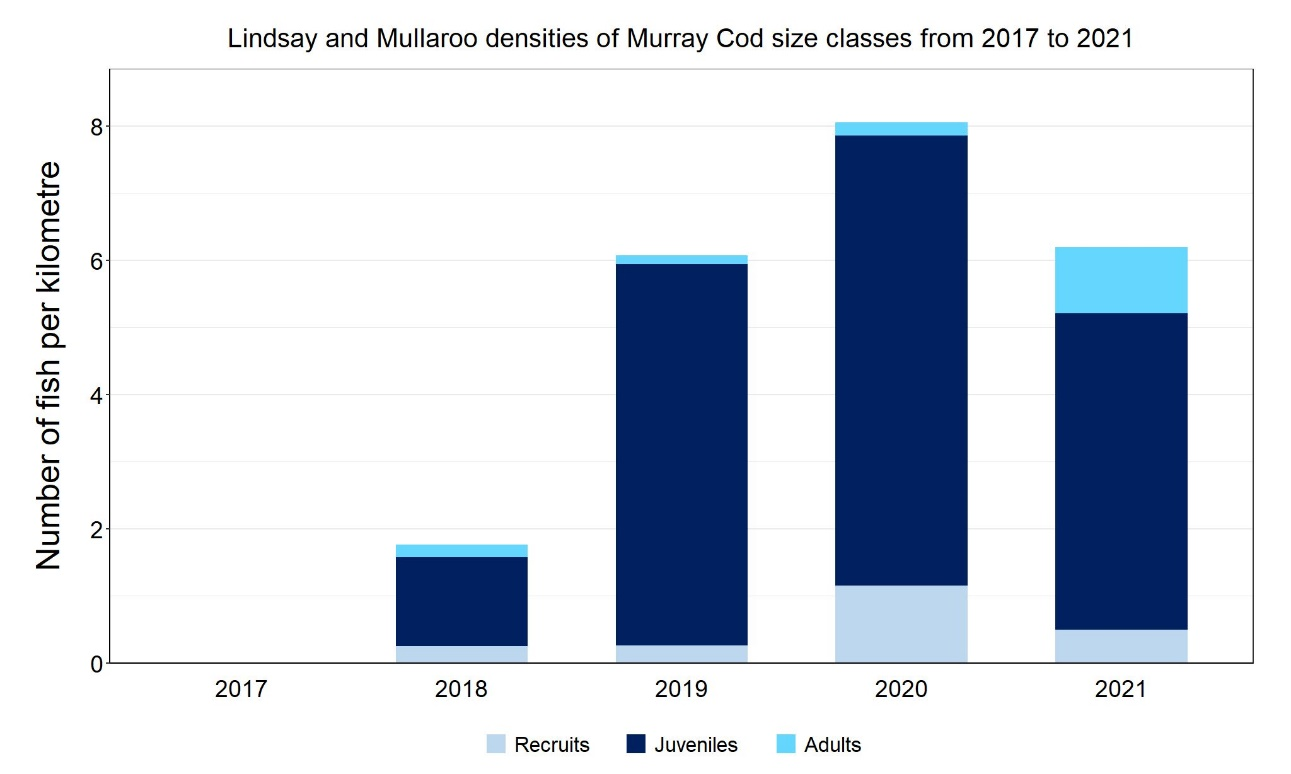 Lindsay and Mullaroo densities of Murray Cod size classes from 2017 to 2021
Number of fish per kilometre
8
6
4
2
0
2017 2018 2019 2020 2021
Recruits Juveniles Adults